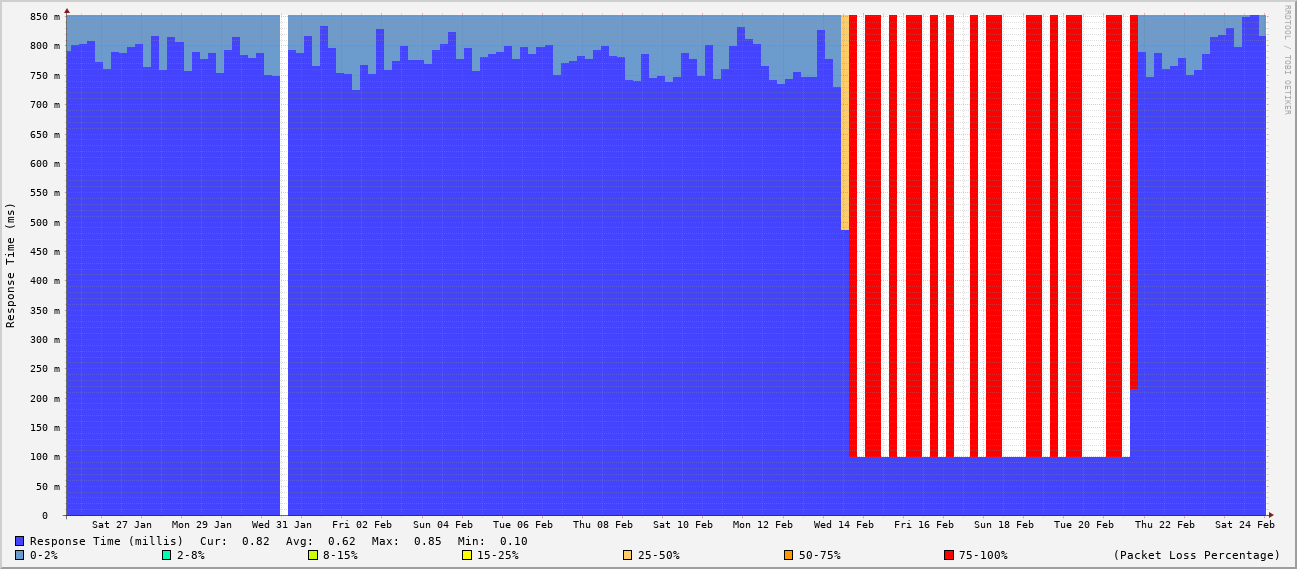 850 m
800 m
750 m
700 m
650 m
600 m
550 m
500 m
450 m
400 m
350 m
300 m
250 m
200 m
150 m
100 m
50 m
0
Response Time (ms)
RRDTOOL / TOBI OETIKER
Sat 27 Jan Mon 29 Jan Wed 31 Jan Fri 02 Feb Sun 04 Feb Tue 06 Feb Thu 08 Feb Sat 10 Feb Mon 12 Feb Wed 14 Feb Fri 16 Feb Sun 18 Feb Tue 20 Feb Thu 22 Feb Sat 24 Feb
Response Time (millis) Cur: 0.82 Avg: 0.62 Max: 0.85 Min: 0.10
0-2% 2-8% 8-15% 15-25% 25-50% 50-75% 75-100% (Packet Loss Percentage)